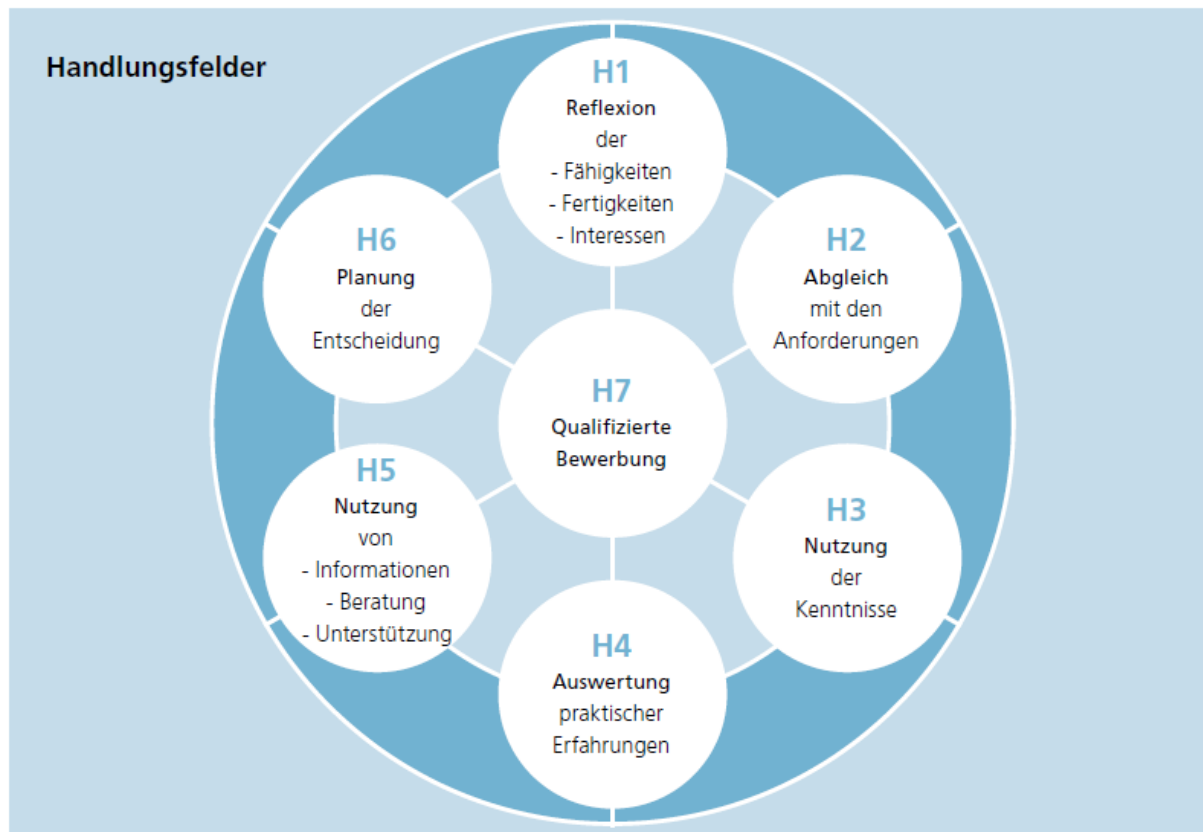 Handlungsfelder
H1
Reflexion
der
- Fähigkeiten
- Fertigkeiten
- Interessen
H2
Abgleich
mit den
Anforderungen
H3
Nutzung
der
Kenntnisse
H4
Auswertung
praktischer
Erfahrungen
H5
Nutzung
von
- Informationen
- Beratung
- Unterstützung
H6
Planung
der
Entscheidung
H7
Qualifizierte
Bewerbung